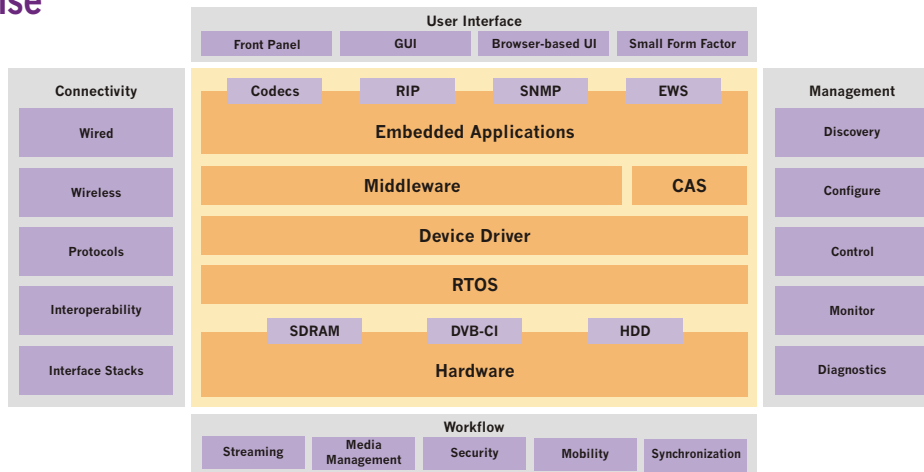 ise
User Interface
Front Panel
GUI
Browser-based UI
Small Form Factor
Connectivity
Wired
Wireless
Protocols
Interoperability
Interface Stacks
Codecs
RIP
SNMP
EWS
Embedded Applications
Middleware
CAS
Device Driver
RTOS
SDRAM
DVB-CI
HDD
Hardware
Management
Discovery
Configure
Control
Monitor
Diagnostics
Workflow
Streaming
Media
Management
Security
Mobility
Synchronization